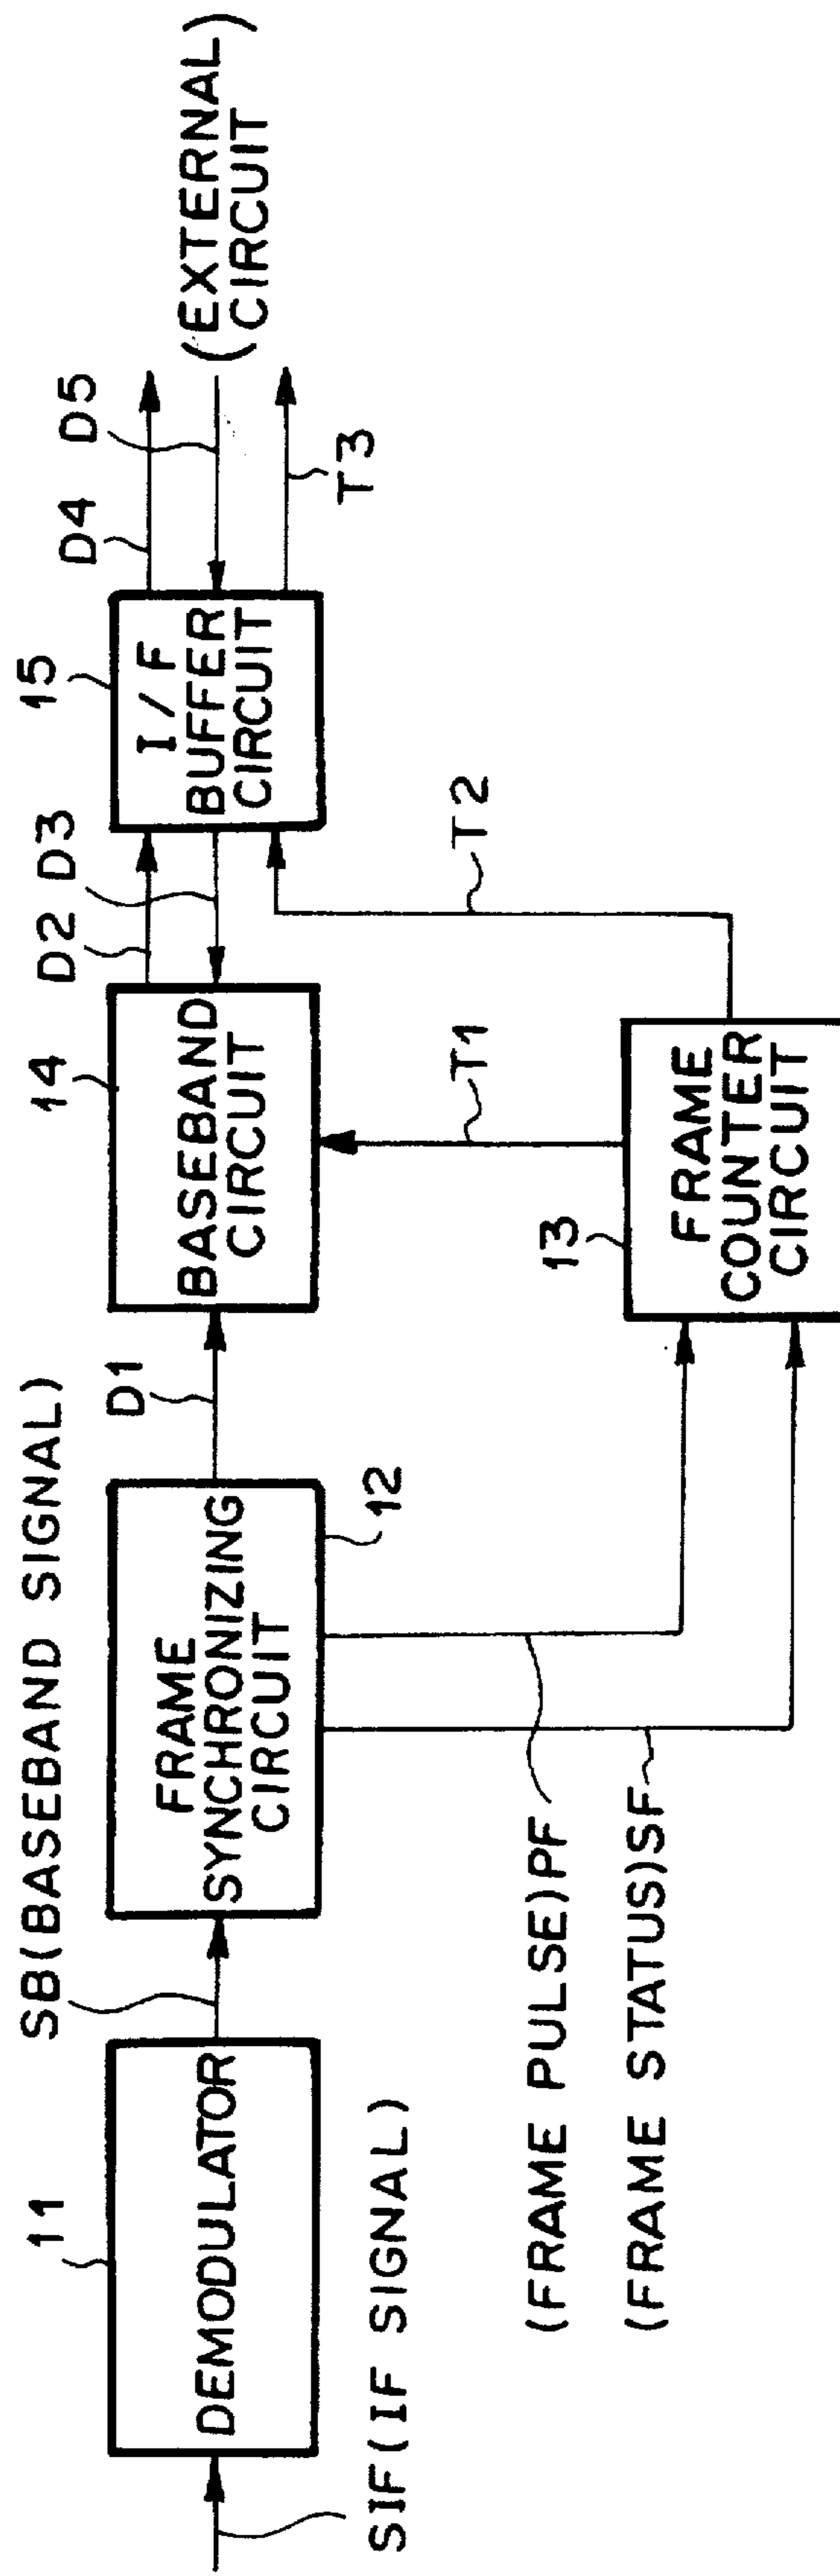 SB(BASEBAND SIGNAL)
11
DEMODULATOR
SIF(IF SIGNAL)
FRAME
SYNCHRONIZING
CIRCUIT
12
D1
14
BASEBAND
CIRCUIT
D2
D3
15
I/F
BUFFER
CIRCUIT
D4
D5
(EXTERNAL)
CIRCUIT
T3
T2
T1
13
FRAME
COUNTER
CIRCUIT
(FRAME PULSE)PF
(FRAME STATUS)SF